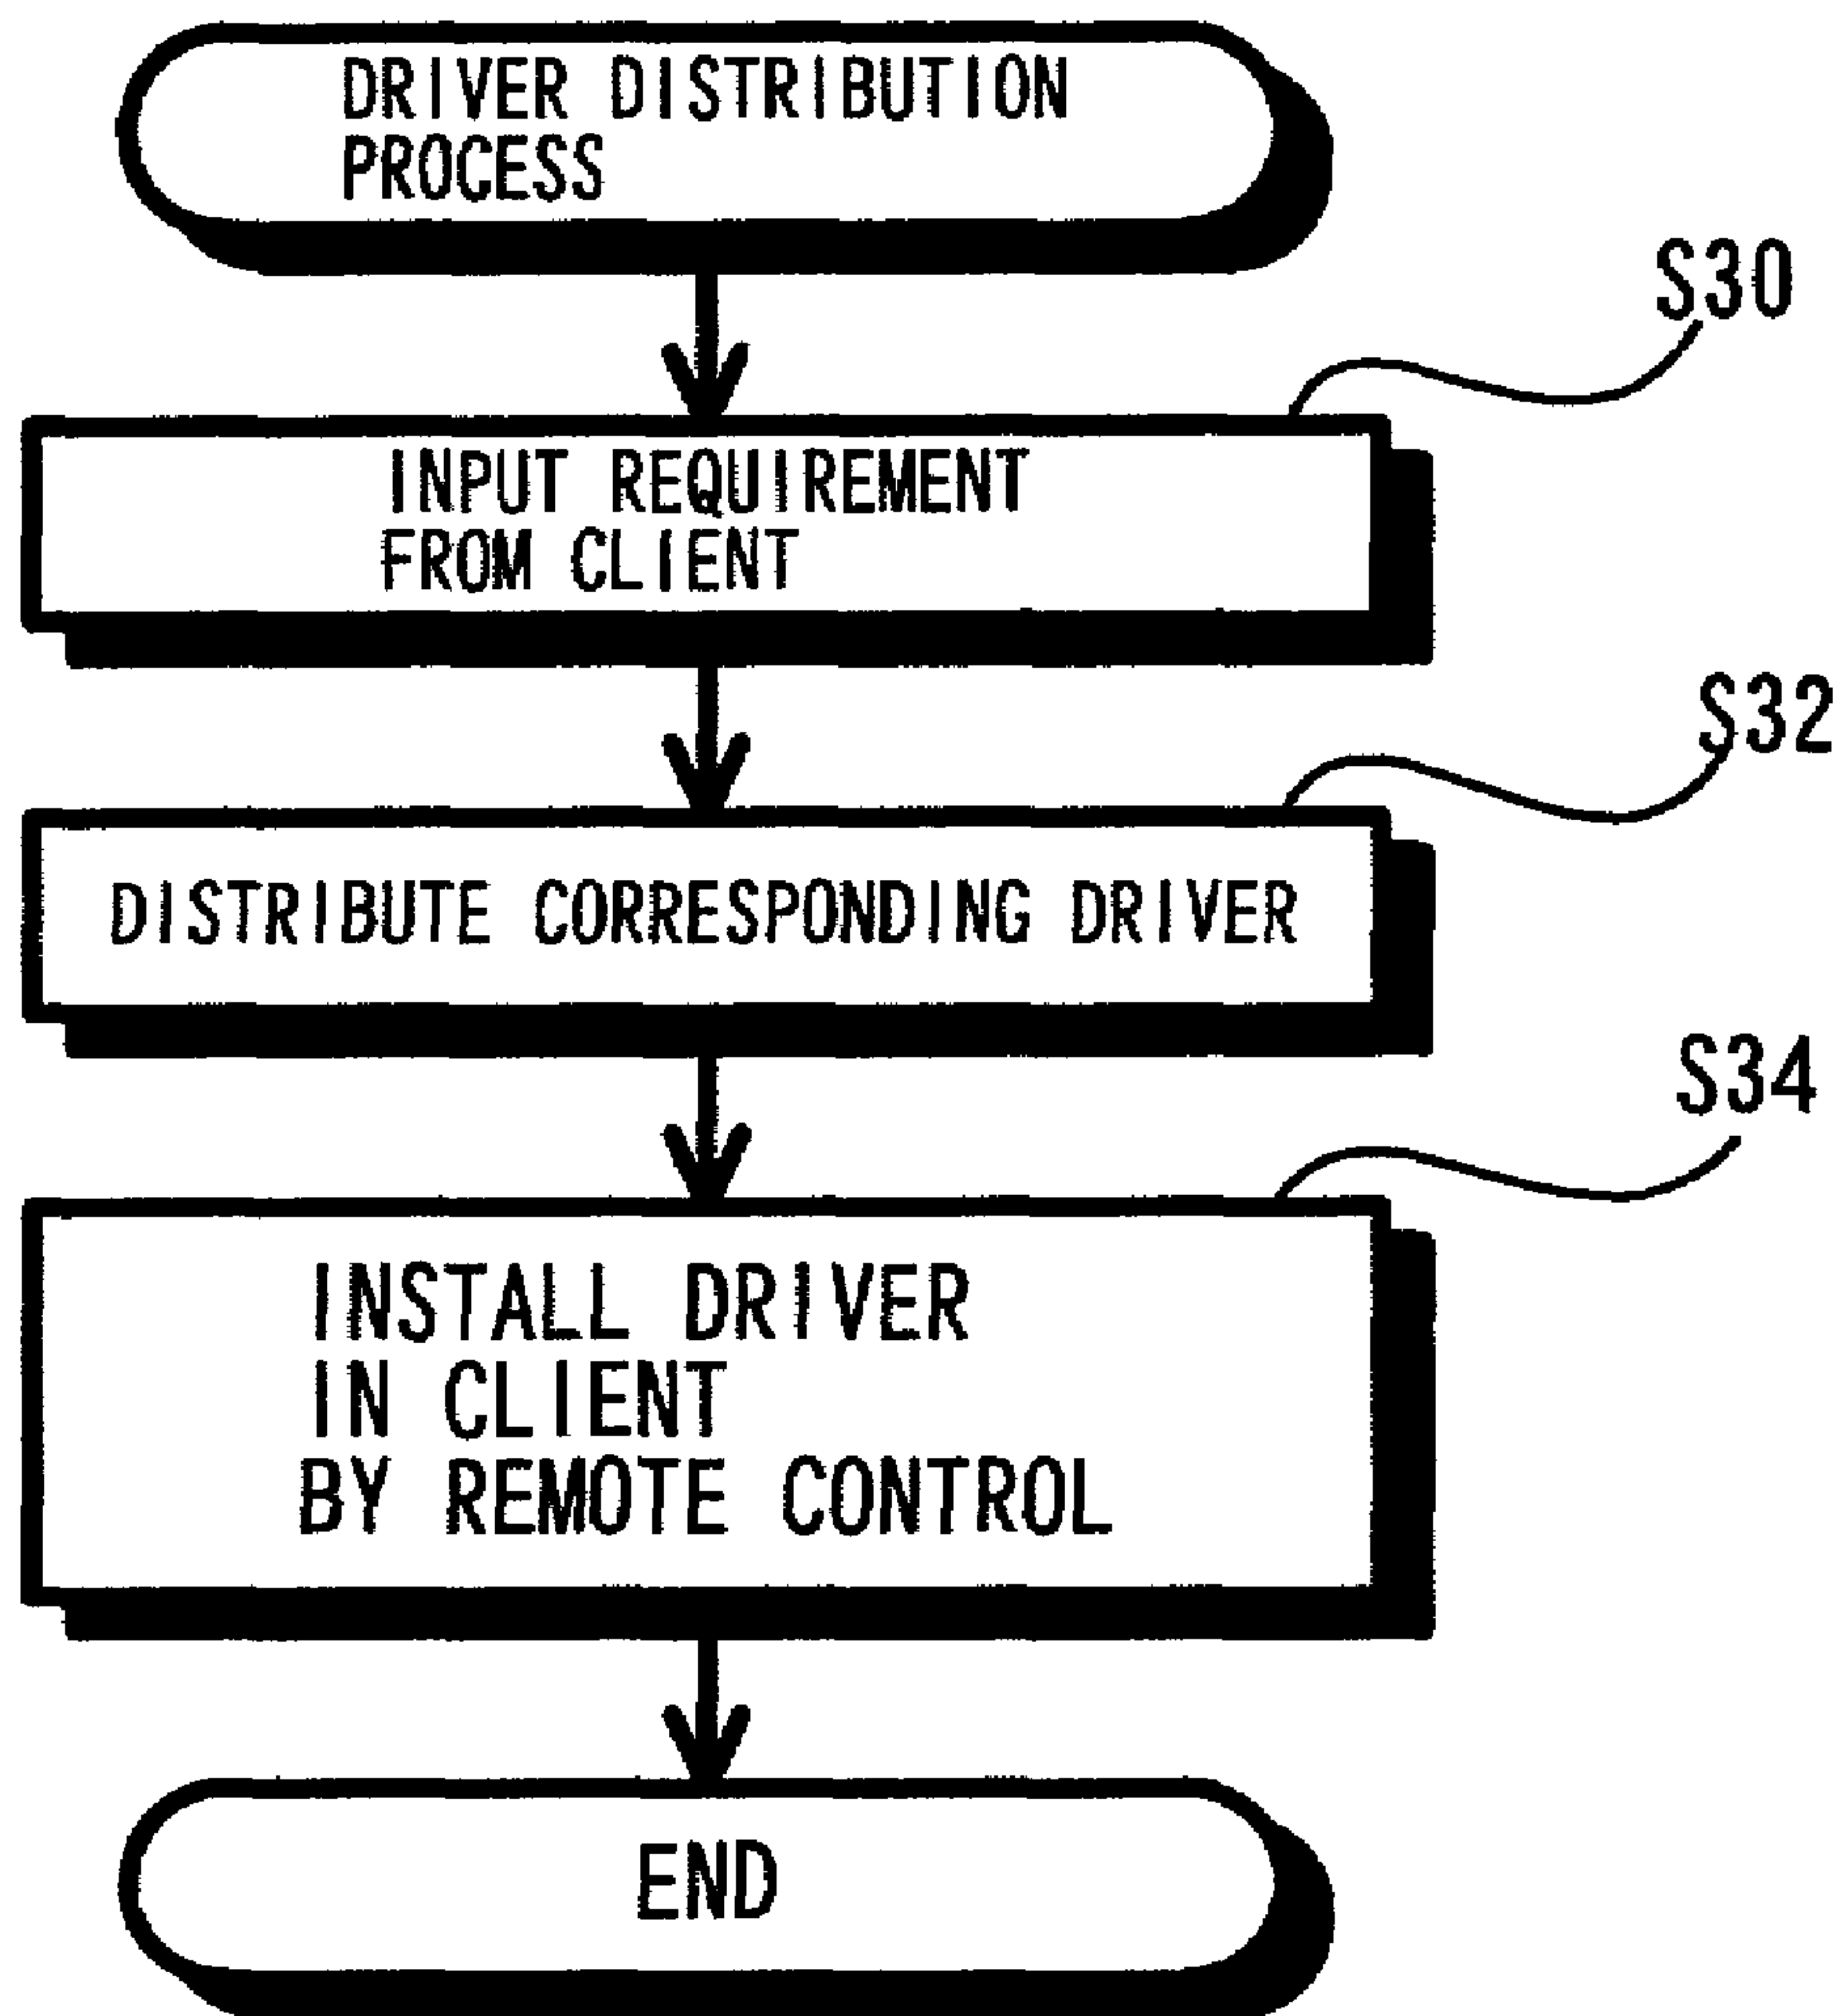 DRIVER DISTRIBUTION
PROCESS
S30
INPUT REQUIREMENT
FROM CLIENT
S32
DISTRIBUTE CORRESPONDING DRIVER
S34
INSTALL DRIVER
IN CLIENT
BY REMOTE CONTROL
END